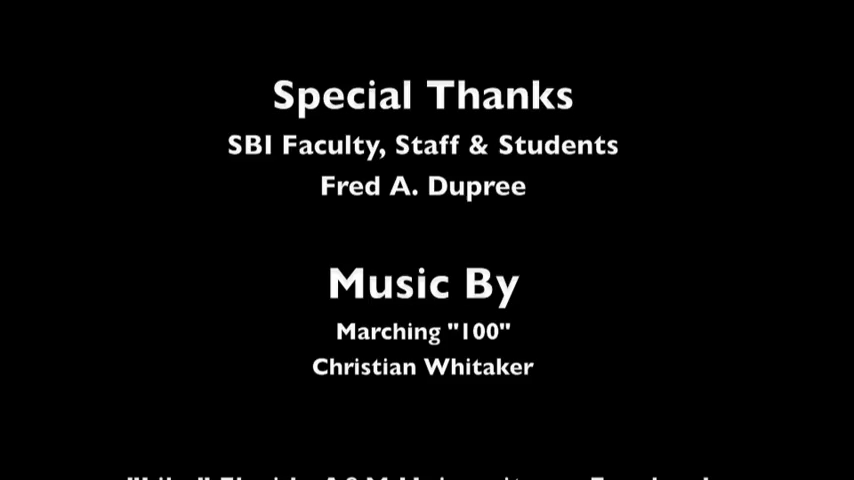 Special Thanks
SBI Faculty, Staff & Students
Fred A. Dupree
Music By
Marching "100"
Christian Whitaker